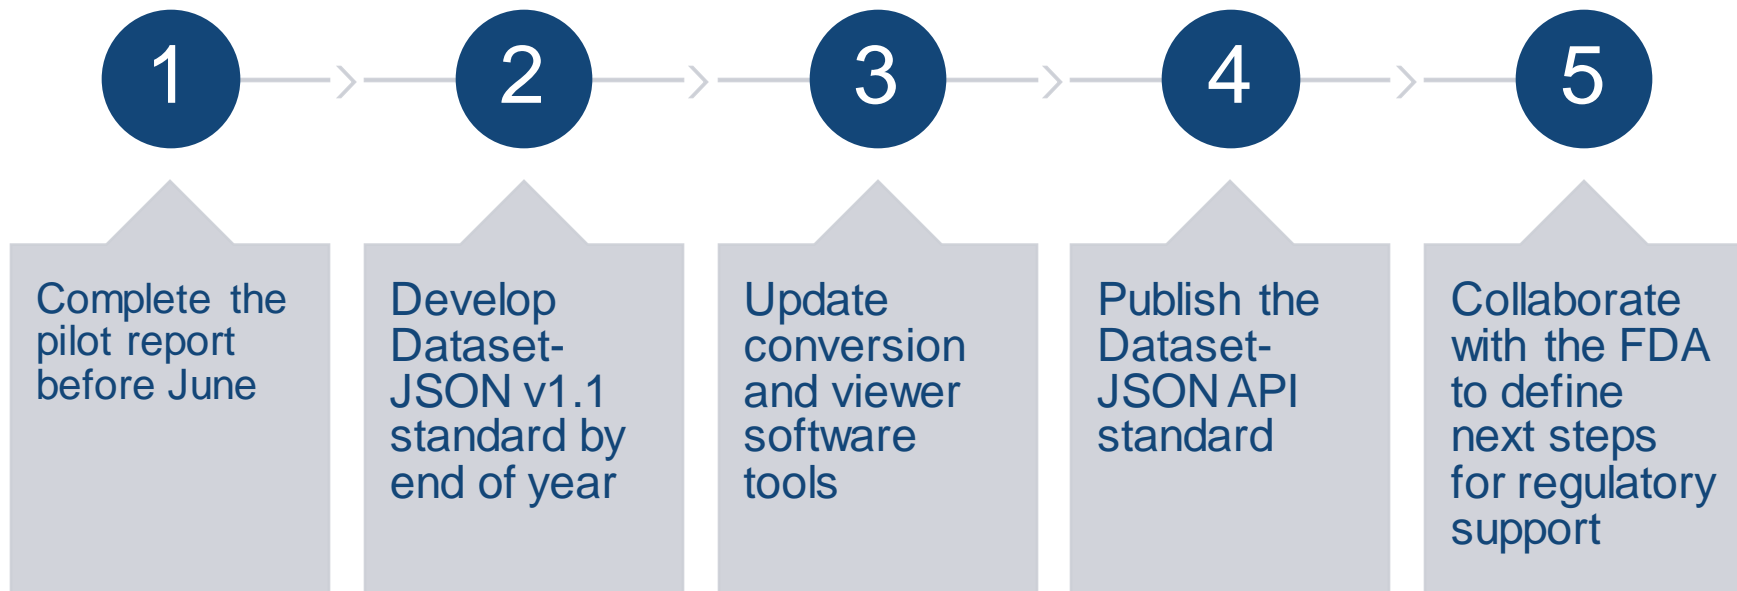 1
2
3
4
5
Complete the
pilot report
before June
Develop
Dataset-
JSON v1.1
standard by
end of year
Update
conversion
and viewer
software
tools
Publish the
Dataset-
JSON API
standard
Collaborate
with the FDA
to define
next steps
for regulatory
support